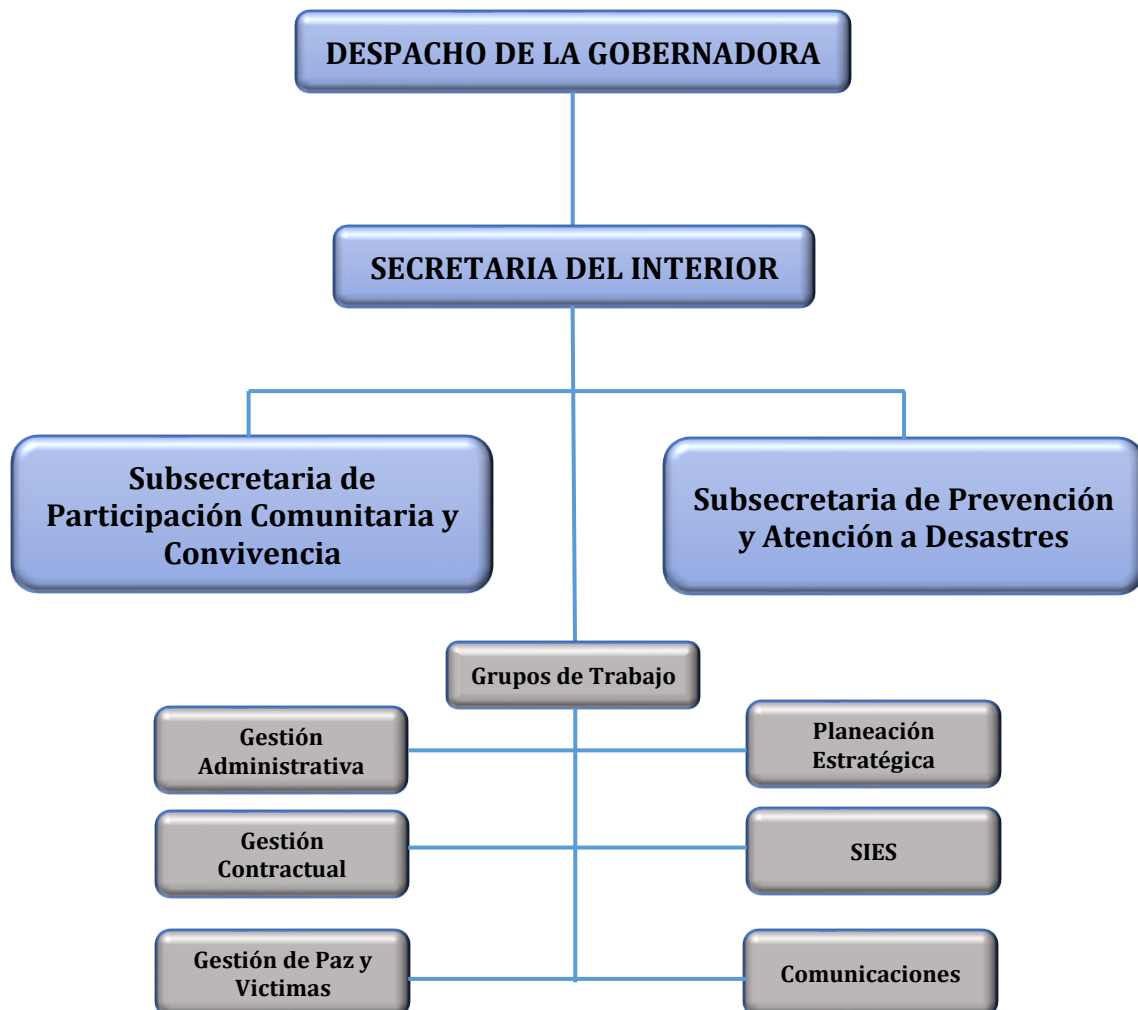 DESPACHO DE LA GOBERNADORA
SECRETARIA DEL INTERIOR
Subsecretaria de
Participación Comunitaria y
Convivencia
Subsecretaria de Prevención
y Atención a Desastres
Grupos de Trabajo
Gestión
Administrativa
Planeación
Estratégica
Gestión
Contractual
SIES
Gestión de Paz y
Victimas
Comunicaciones